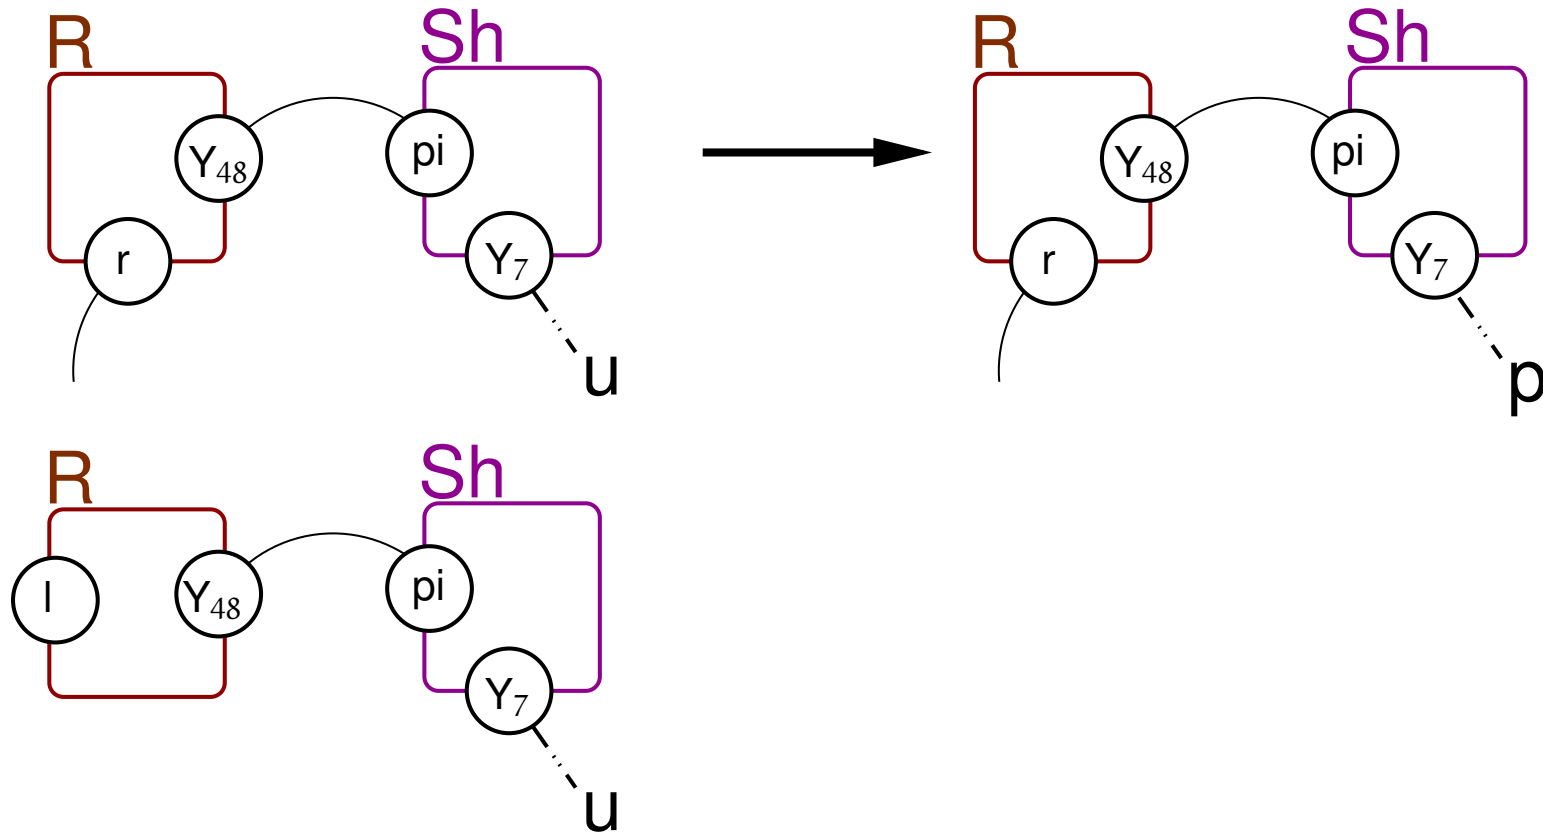 R Sh R Sh
Y48 pi Y48 pi
r Y7 r Y7
u p
R Sh
l Y48 pi
Y7
u